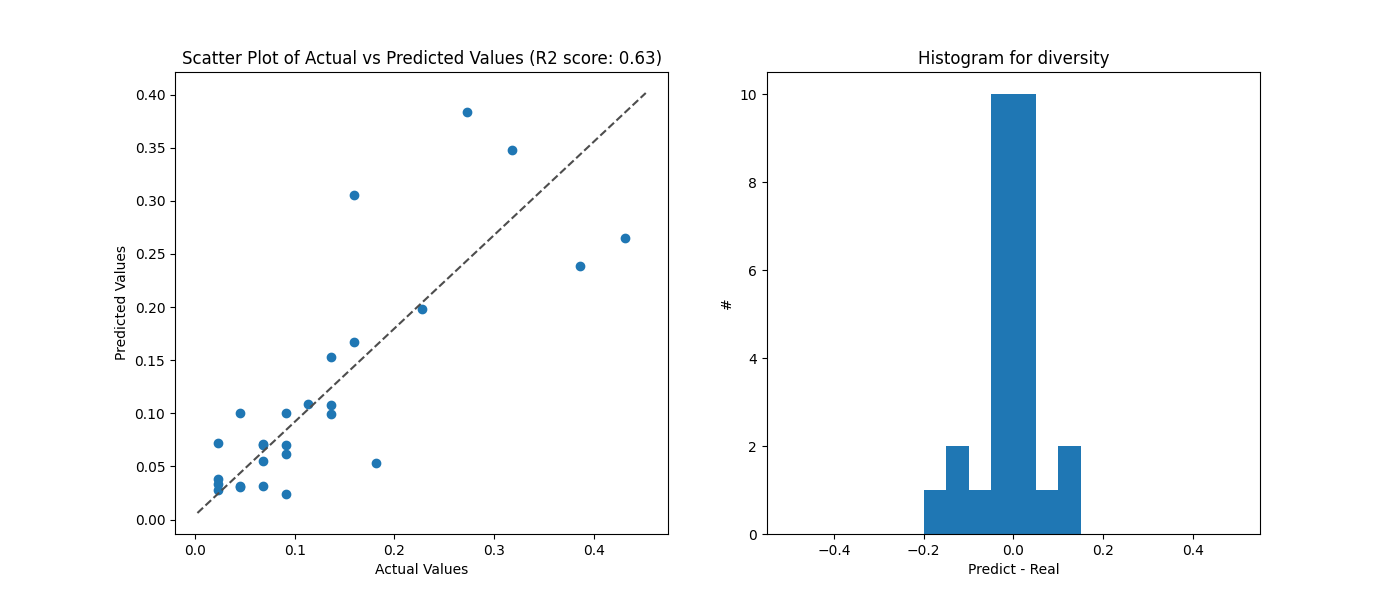 Scatter Plot of Actual vs Predicted Values (R2 score: 0.63)
0.40
0.35
0.30
0.25
0.20
0.15
0.10
0.05
0.00
Predicted Values
0.0 0.1 0.2 0.3 0.4
Actual Values
Histogram for diversity
10
8
6
4
2
0
#
−0.4 −0.2 0.0 0.2 0.4
Predict - Real